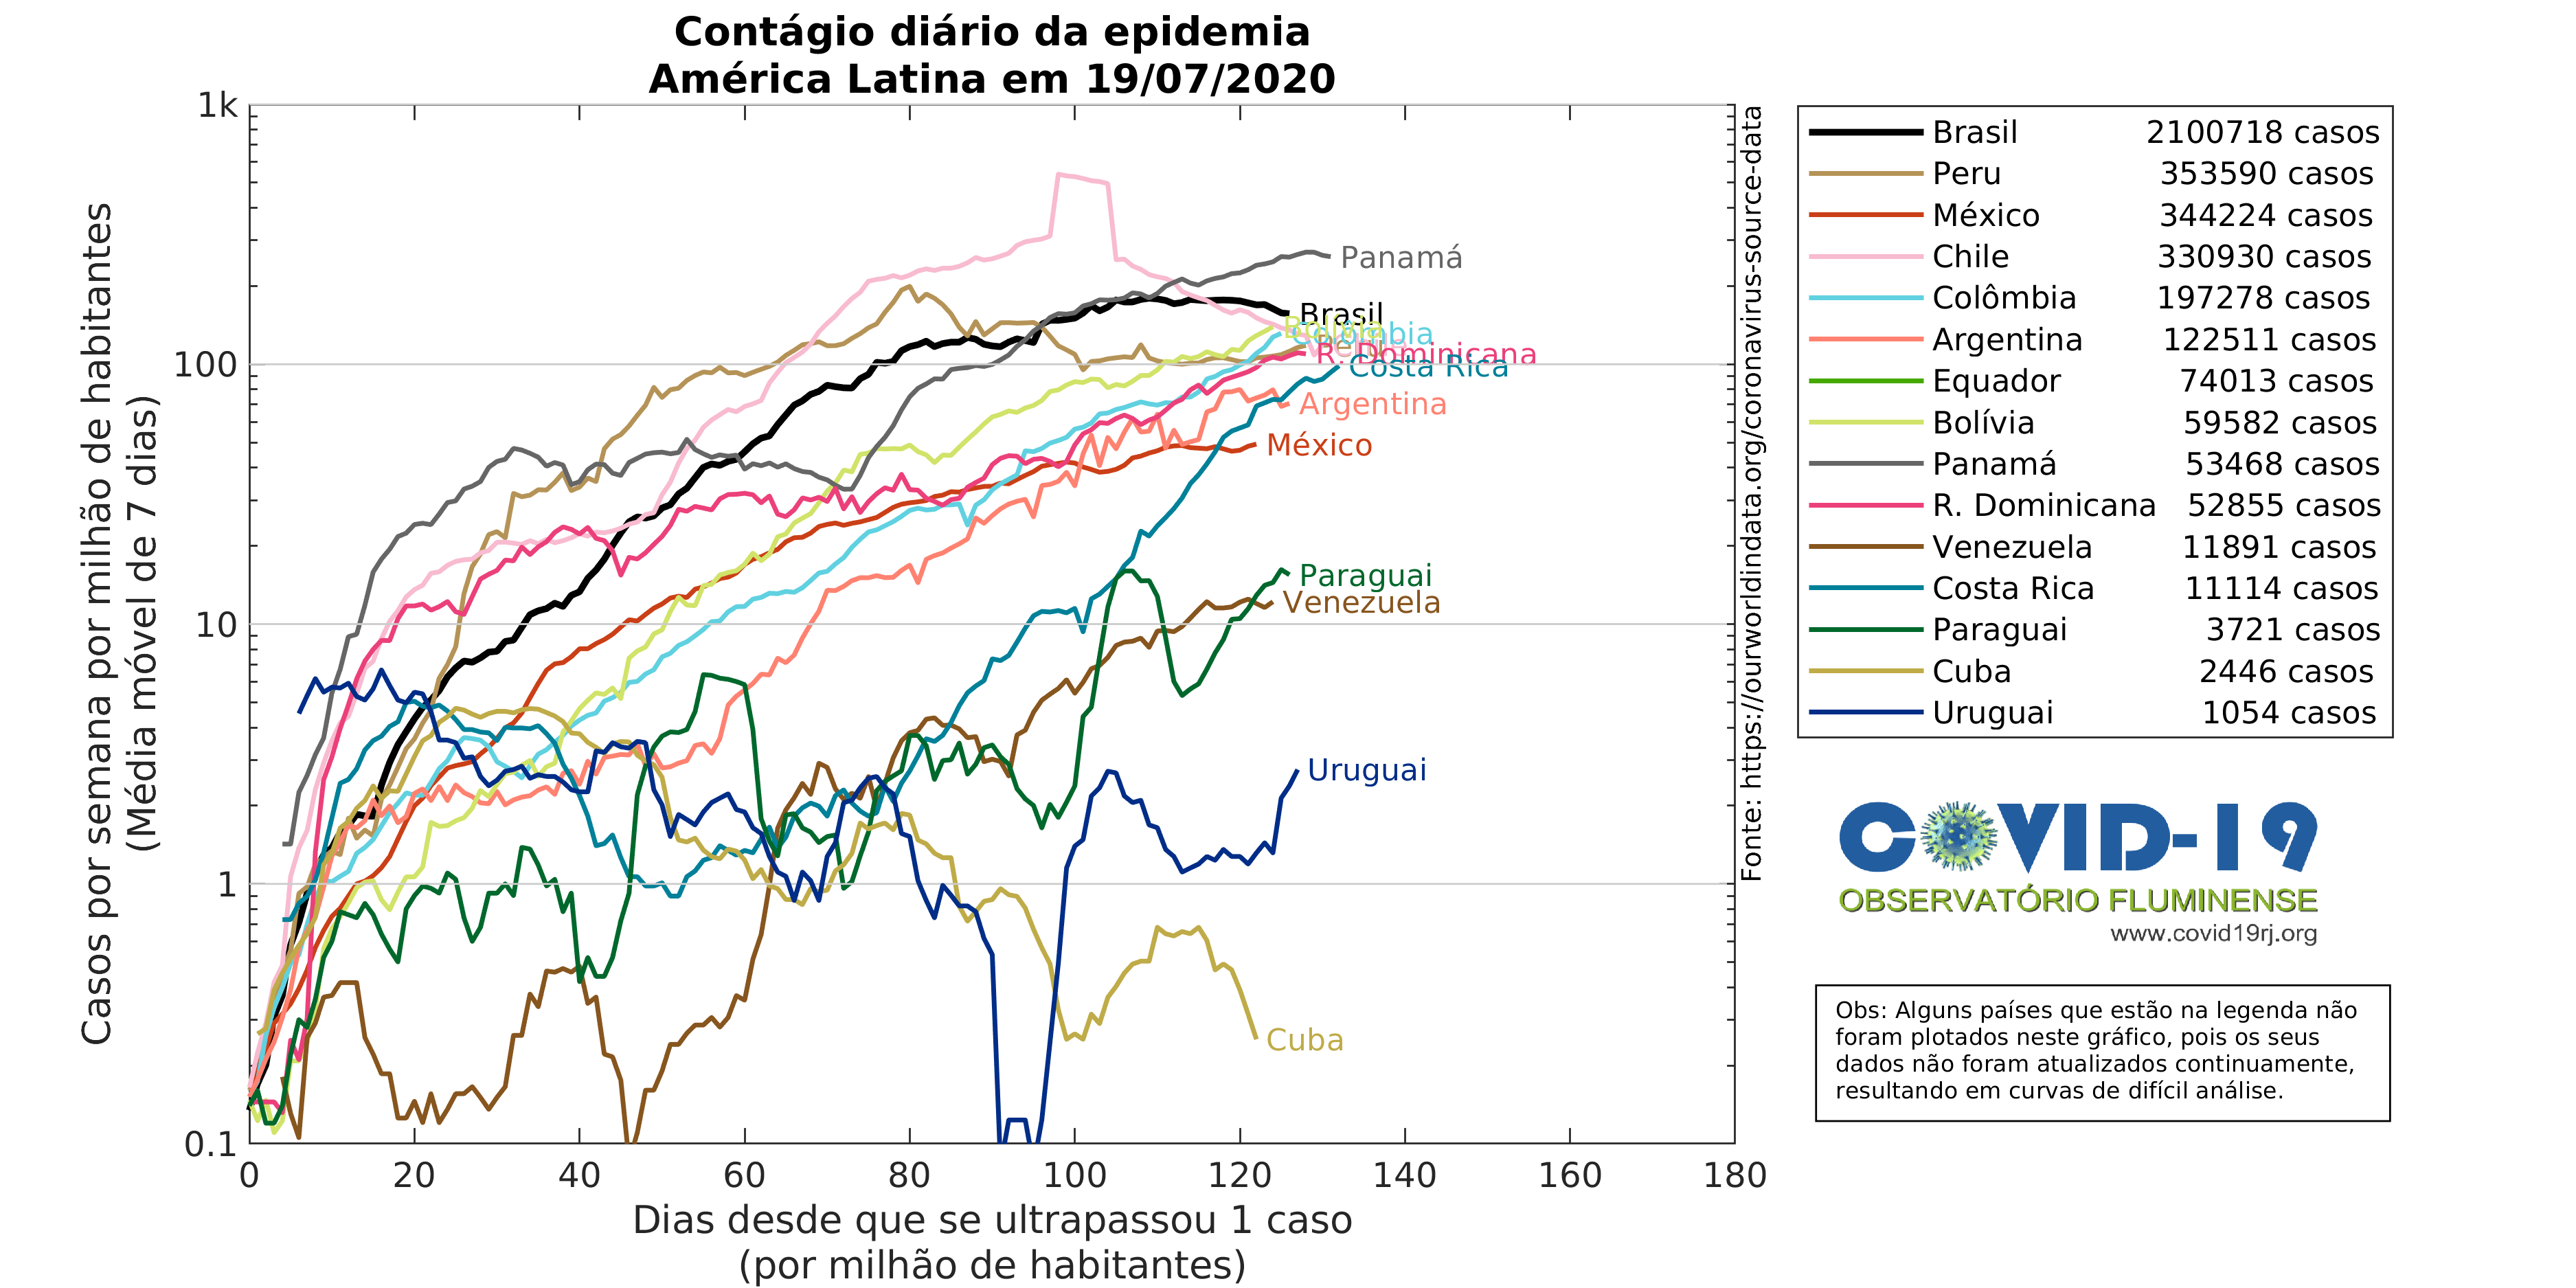 Contágio diário da epidemia
América Latina em 19/07/2020
Casos por semana por milhão de habitantes
(Média móvel de 7 dias)
1k
100
10
1
0.1
0
20
40
60
80
100
120
140
160
180
Dias desde que se ultrapassou 1 caso
(por milhão de habitantes)
Panamá
Brasil
Bolívia
Colômbia
R. Dominicana
Costa Rica
Argentina
México
Paraguai
Venezuela
Uruguai
Cuba
Fonte: https://ourworldindata.org/coronavirus-source-data
Brasil 2100718 casos
Peru 353590 casos
México 344224 casos
Chile 330930 casos
Colômbia 197278 casos
Argentina 122511 casos
Equador 74013 casos
Bolívia 59582 casos
Panamá 53468 casos
R. Dominicana 52855 casos
Venezuela 11891 casos
Costa Rica 11114 casos
Paraguai 3721 casos
Cuba 2446 casos
Uruguai 1054 casos
COVID-19
OBSERVATÓRIO FLUMINENSE
www.covid19rj.org
Obs: Alguns países que estão na legenda não
foram plotados neste gráfico, pois os seus
dados não foram atualizados continuamente,
resultando em curvas de difícil análise.